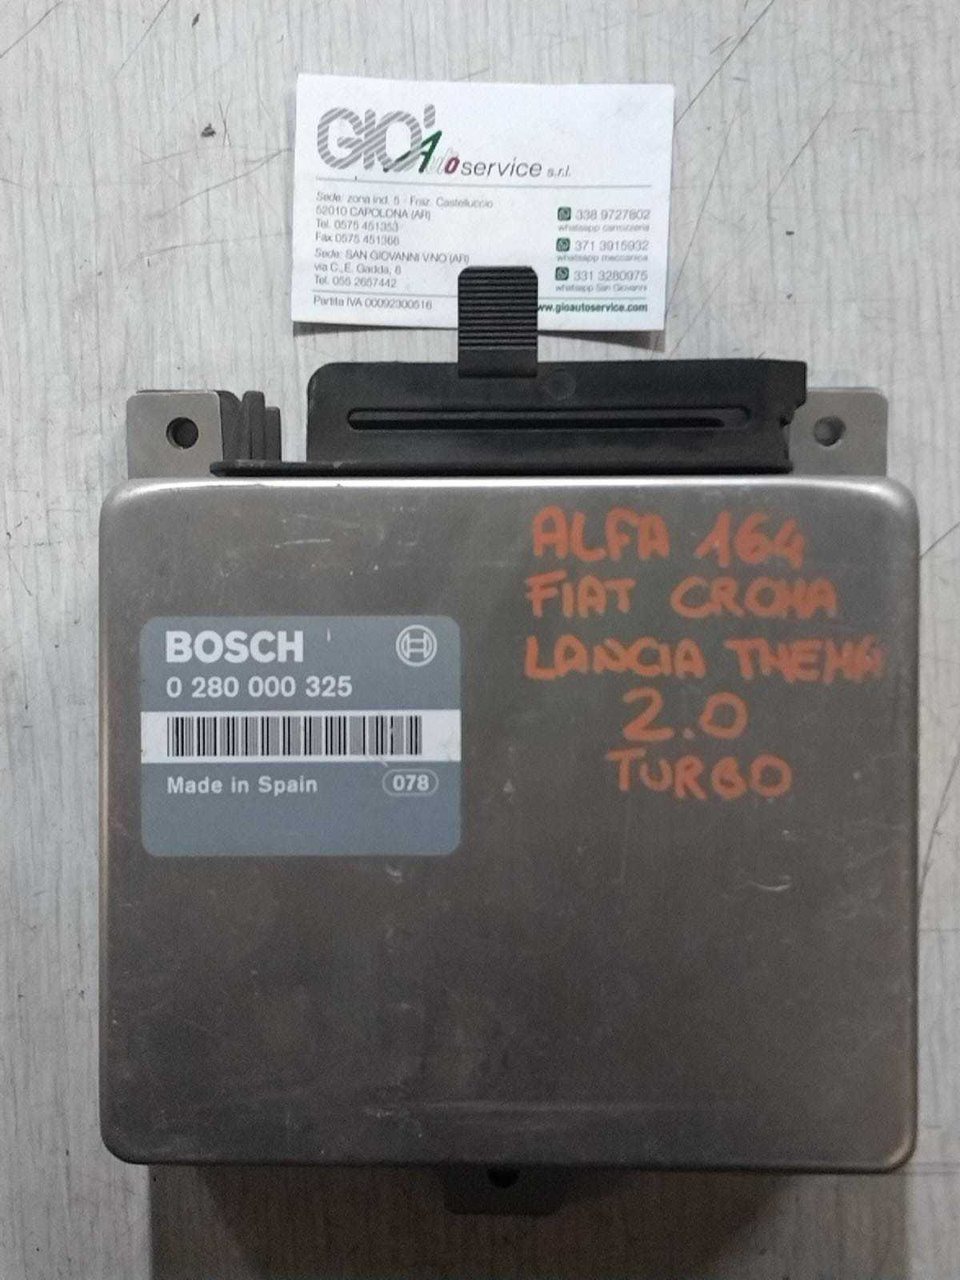 GIO' Auto service s.r.l.
Sede: zona ind. 5 - Fraz. Castelluccio
52010 CAPOLONA (AR)
Tel. 0575 451353
Fax 0575 451366
Sede: SAN GIOVANNI V.NO (AR)
via C.E. Gadda, 8
Tel. 055 2657442
Partita IVA 00092300516
338 9727802
whatsapp carrozzeria
371 3915932
whatsapp meccanica
331 3280975
whatsapp San Giovanni
www.gioautoservice.com
ALFA 164
FIAT CROMA
LANCIA THEMA
2.0
TURBO
BOSCH
0 280 000 325
Made in Spain 078